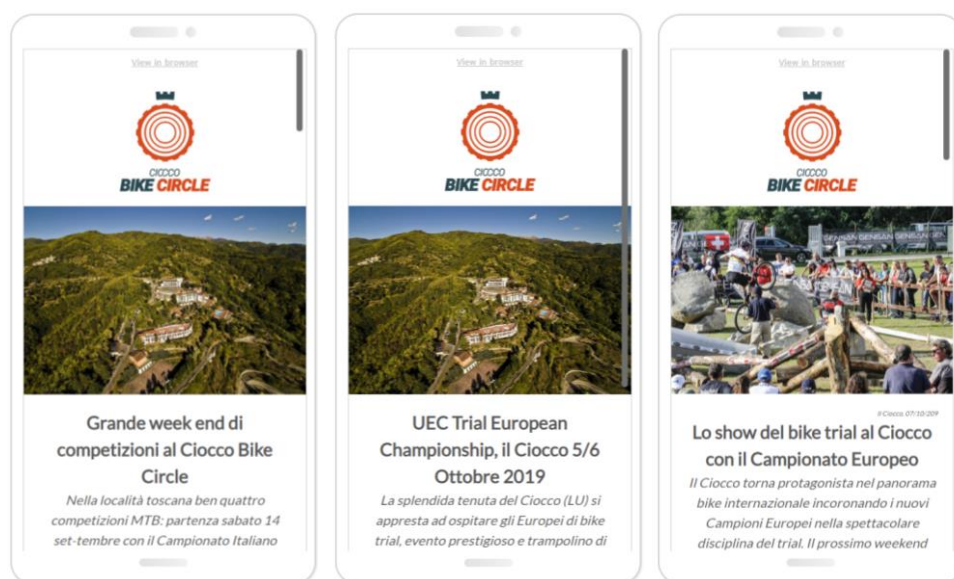 View in browser
CIOCCO
BIKE CIRCLE
Grande week end di
competizioni al Ciocco Bike
Circle
Nella località toscana ben quattro
competizioni MTB: partenza sabato 14
set-tembre con il Campionato Italiano
View in browser
CIOCCO
BIKE CIRCLE
UEC Trial European
Championship, il Ciocco 5/6
Ottobre 2019
La splendida tenuta del Ciocco (LU) si
appresta ad ospitare gli Europei di bike
trial, evento prestigioso e trampolino di
View in browser
CIOCCO
BIKE CIRCLE
GENSAN GENSAN GENSAN GEN
Il Ciocco 07/10/209
Lo show del bike trial al Ciocco
con il Campionato Europeo
Il Ciocco torna protagonista nel panorama
bike internazionale incoronando i nuovi
Campioni Europei nella spettacolare
disciplina del trial. Il prossimo weekend